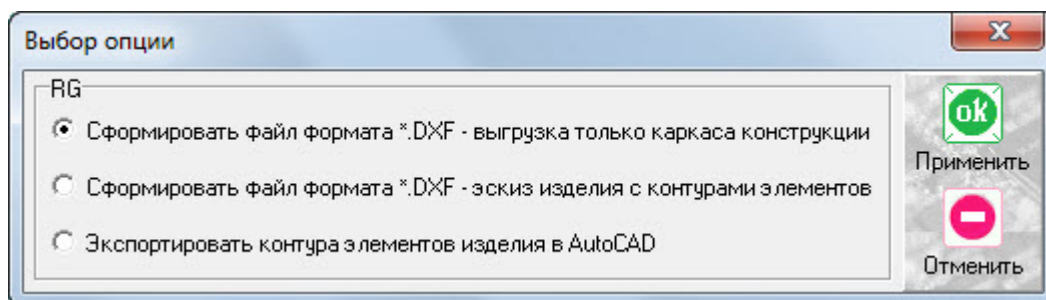 Выбор опции
RG
Сформировать файл формата *.DXF - выгрузка только каркаса конструкции
Сформировать файл формата *.DXF - эскиз изделия с контурами элементов
Экспортировать контура элементов изделия в AutoCAD
ok
Применить
Отменить